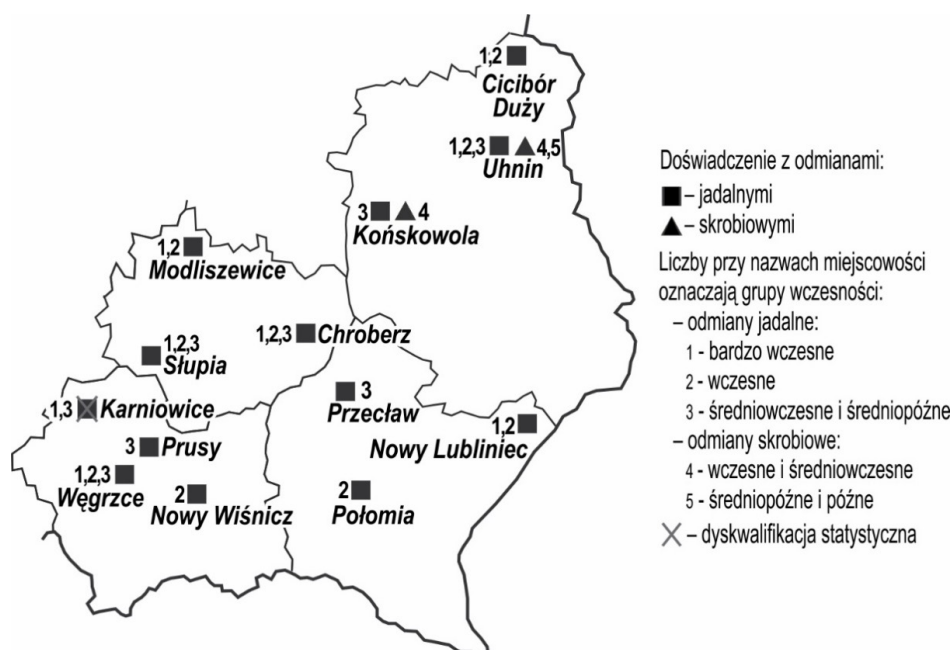 1,2
Cicibór
Duży
1,2,3 4,5
Uhnin
3 4
Końskowola
1,2
Modliszewice
1,2,3 Chroberz
1,2,3
Słupia
1,3 Karniowice
3
Przecław
1,2
Nowy Lubliniec
3 Prusy
1,2,3
Węgrzce
2
Nowy Wiśnicz
2
Połomia
Doświadczenie z odmianami:
– jadalnymi
– skrobiowymi
Liczby przy nazwach miejscowości
oznaczają grupy wczesności:
– odmiany jadalne:
1 - bardzo wczesne
2 - wczesne
3 - średniowczesne i średniopóźne
– odmiany skrobiowe:
4 - wczesne i średniowczesne
5 - średniopóźne i późne
– dyskwalifikacja statystyczna